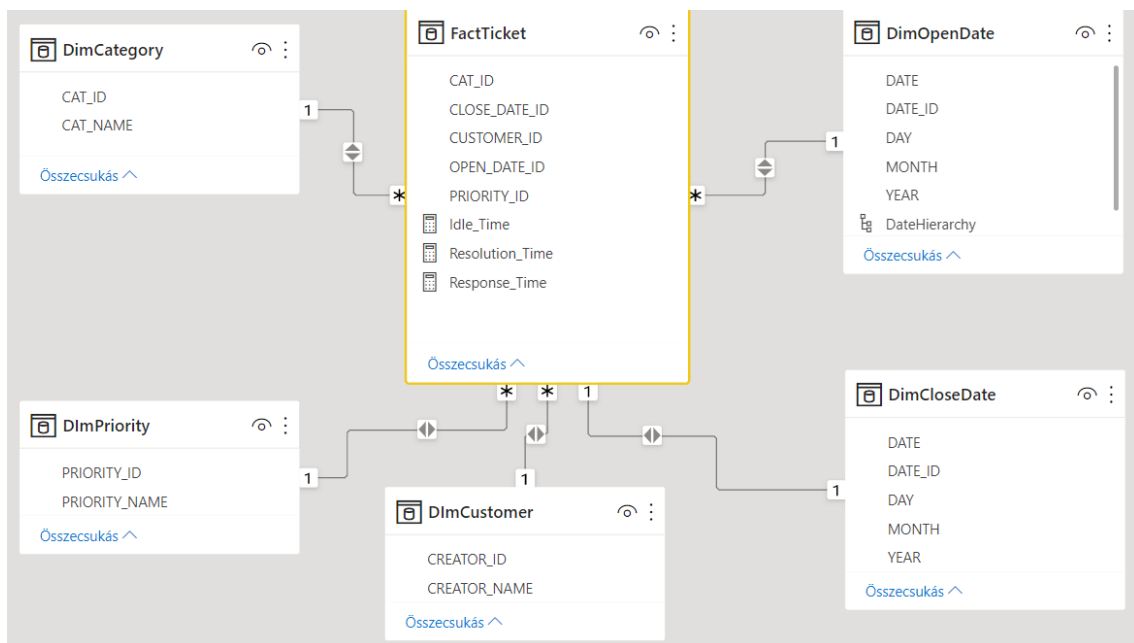 DimCategory
CAT_ID
CAT_NAME
Összecsukás
FactTicket
CAT_ID
CLOSE_DATE_ID
CUSTOMER_ID
OPEN_DATE_ID
PRIORITY_ID
Idle_Time
Resolution_Time
Response_Time
Összecsukás
DimOpenDate
DATE
DATE_ID
DAY
MONTH
YEAR
DateHierarchy
Összecsukás
1
*
*
1
DImPriority
PRIORITY_ID
PRIORITY_NAME
Összecsukás
1
*
*
1
1
DImCustomer
CREATOR_ID
CREATOR_NAME
Összecsukás
1
DimCloseDate
DATE
DATE_ID
DAY
MONTH
YEAR
Összecsukás